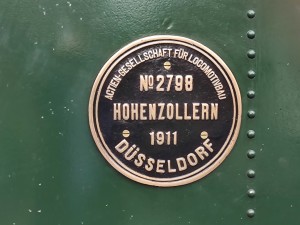 ACTIEN-GESELLSCHAFT FÜR LOCOMOTIVBAU
No 2798
HOHENZOLLERN
1911
DÜSSELDORF